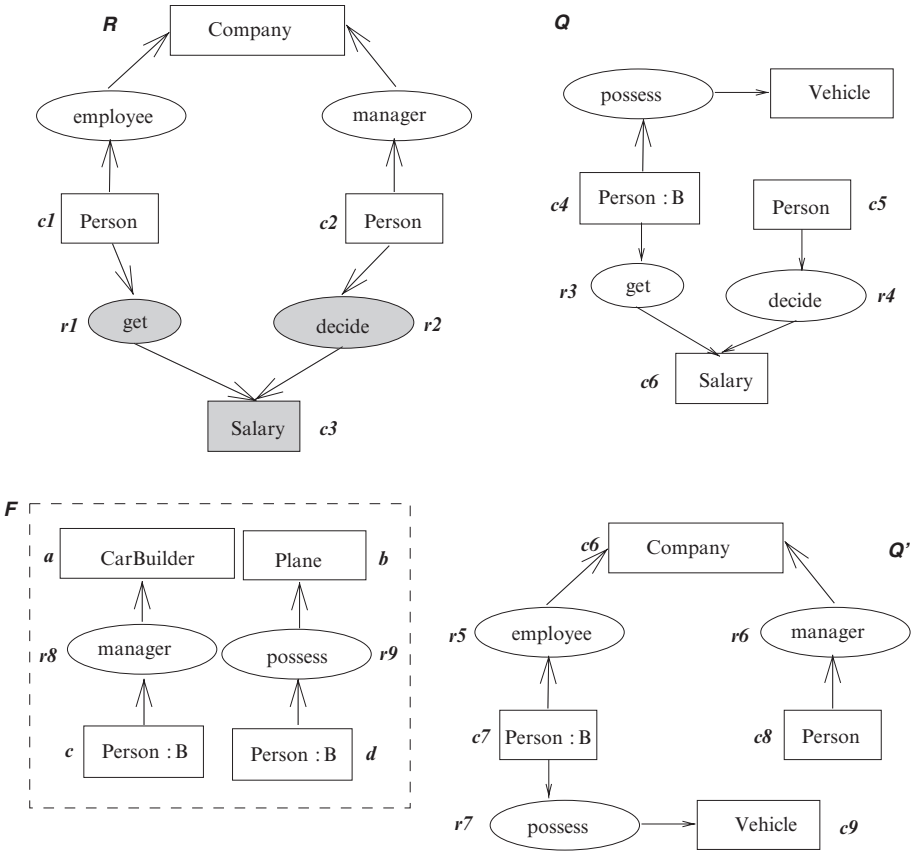 R
Company
employee
manager
c1
Person
c2
Person
r1
get
decide
r2
Salary
c3
Q
possess
Vehicle
c4
Person : B
Person
c5
r3
get
decide
r4
c6
Salary
F
a
CarBuilder
Plane
b
r8
manager
possess
r9
c
Person : B
Person : B
d
c6
Company
Q’
r5
employee
r6
manager
c7
Person : B
c8
Person
r7
possess
Vehicle
c9